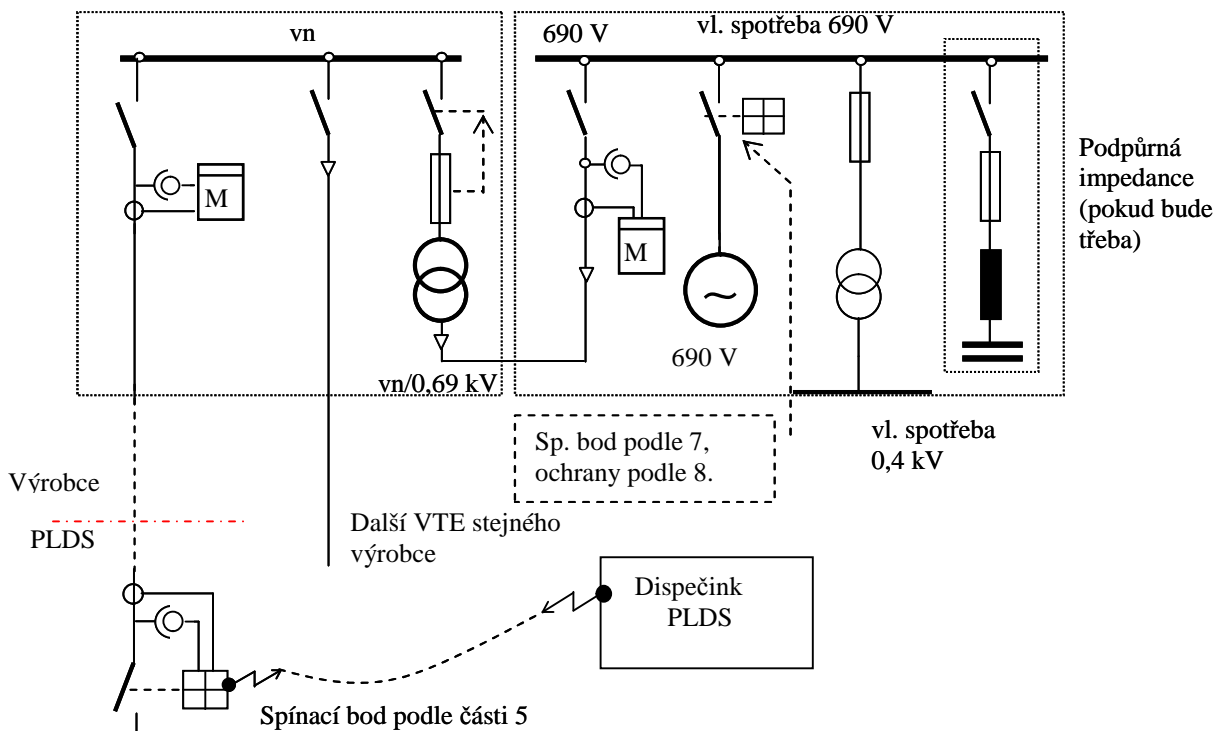 vn
690 V
vl. spotřeba 690 V
Podpůrná
impedance
(pokud bude
třeba)
M
M
690 V
vn/0,69 kV
Sp. bod podle 7,
ochrany podle 8.
vl. spotřeba
0,4 kV
Výrobce
PLDS
Další VTE stejného
výrobce
Dispečink
PLDS
Spínací bod podle části 5